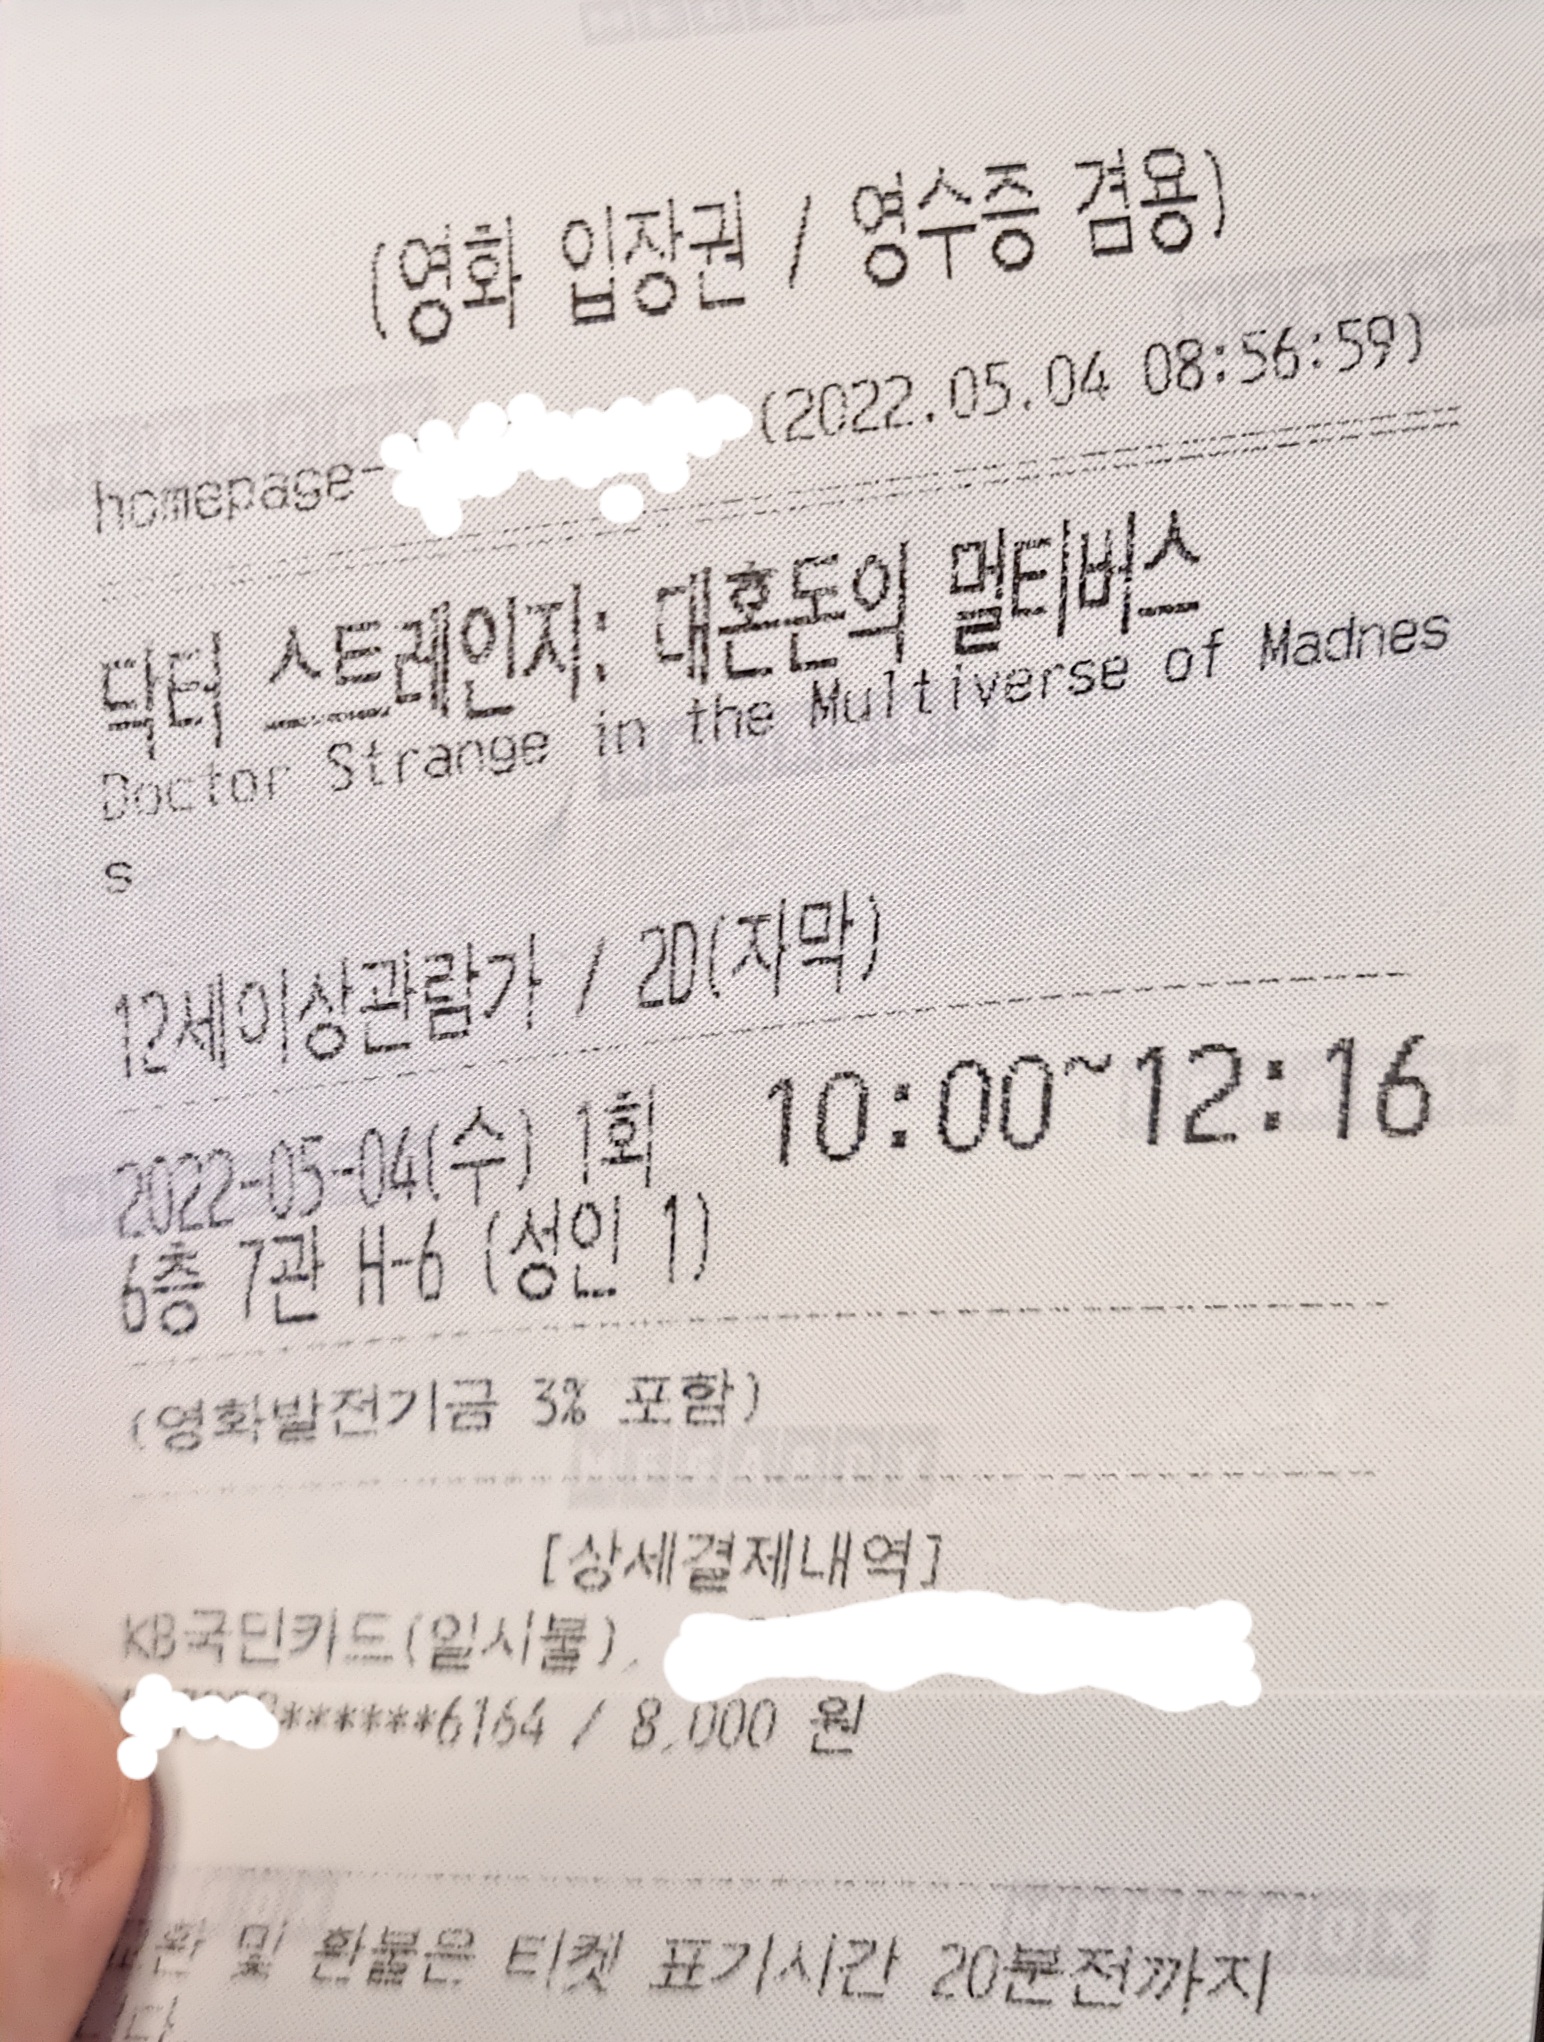 (영화 입장권 / 영수증 겸용)
homepage- (2022.05.04 08:56:59)
닥터 스트레인지: 대혼돈의 멀티버스
Doctor Strange in the Multiverse of Madnes
s
12세이상관람가 / 2D(자막)
2022-05-04(수) 1회 10:00~12:16
6층 7관 H-6 (성인 1)
(영화발전기금 3% 포함)
[상세결제내역]
KB국민카드(일시불),
******6164 / 8,000 원
및 환불은 티켓 표기시간 20분전까지